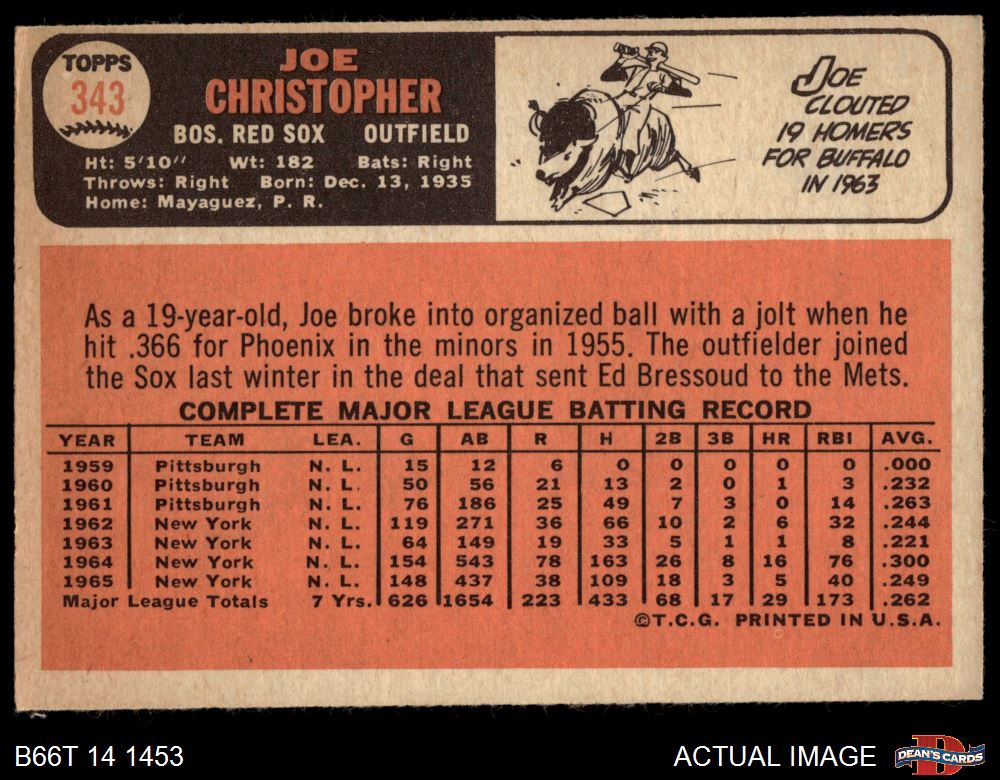 TOPPS
343
JOE
CHRISTOPHER
BOS. RED SOX OUTFIELD
Ht: 5'10" Wt: 182 Bats: Right
Throws: Right Born: Dec. 13, 1935
Home: Mayaguez, P. R.
JOE
CLOUTED
19 HOMERS
FOR BUFFALO
IN 1963
As a 19-year-old, Joe broke into organized ball with a jolt when he
hit .366 for Phoenix in the minors in 1955. The outfielder joined
the Sox last winter in the deal that sent Ed Bressoud to the Mets.
COMPLETE MAJOR LEAGUE BATTING RECORD
YEAR TEAM LEA. G AB R H 2B 3B HR RBI AVG.
1959 Pittsburgh N. L. 15 12 6 0 0 0 0 0 .000
1960 Pittsburgh N. L. 50 56 21 13 2 0 1 3 .232
1961 Pittsburgh N. L. 76 186 25 49 7 3 0 14 .263
1962 New York N. L. 119 271 36 66 10 2 6 32 .244
1963 New York N. L. 64 149 19 33 5 1 1 8 .221
1964 New York N. L. 154 543 78 163 26 8 16 76 .300
1965 New York N. L. 148 437 38 109 18 3 5 40 .249
Major League Totals 7 Yrs. 626 1654 223 433 68 17 29 173 .262
©T.C.G. PRINTED IN U.S.A.
B66T 14 1453
ACTUAL IMAGE
DEAN'S CARDS